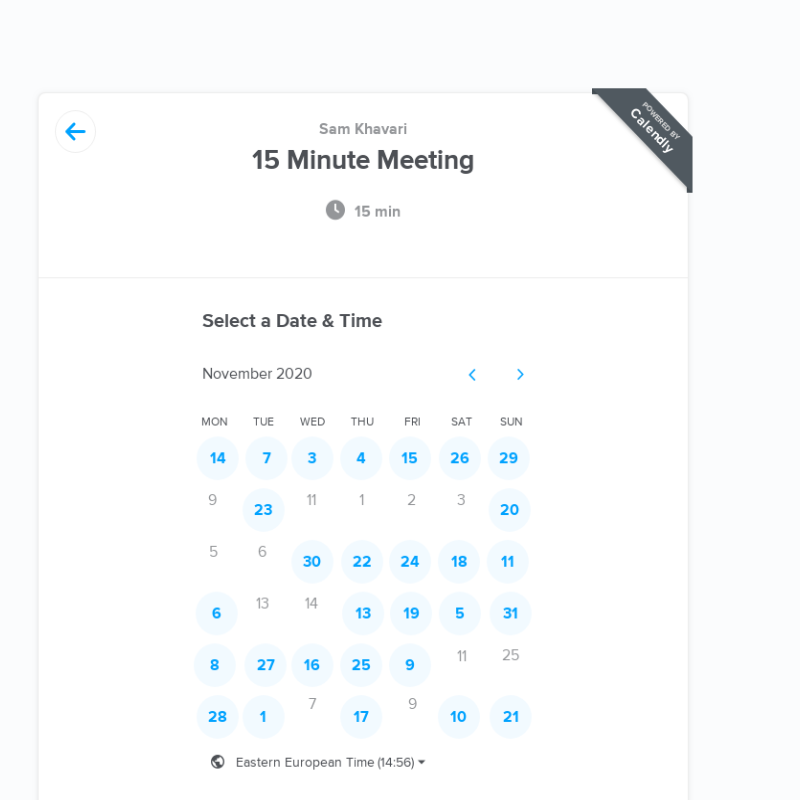 POWERED BY
Calendly
Sam Khavari
15 Minute Meeting
15 min
Select a Date & Time
November 2020
MON TUE WED THU FRI SAT SUN
14 7 3 4 15 26 29
9 23 11 1 2 3 20
5 6 30 22 24 18 11
6 13 14 13 19 5 31
8 27 16 25 9 11 25
28 1 7 17 9 10 21
Eastern European Time (14:56)